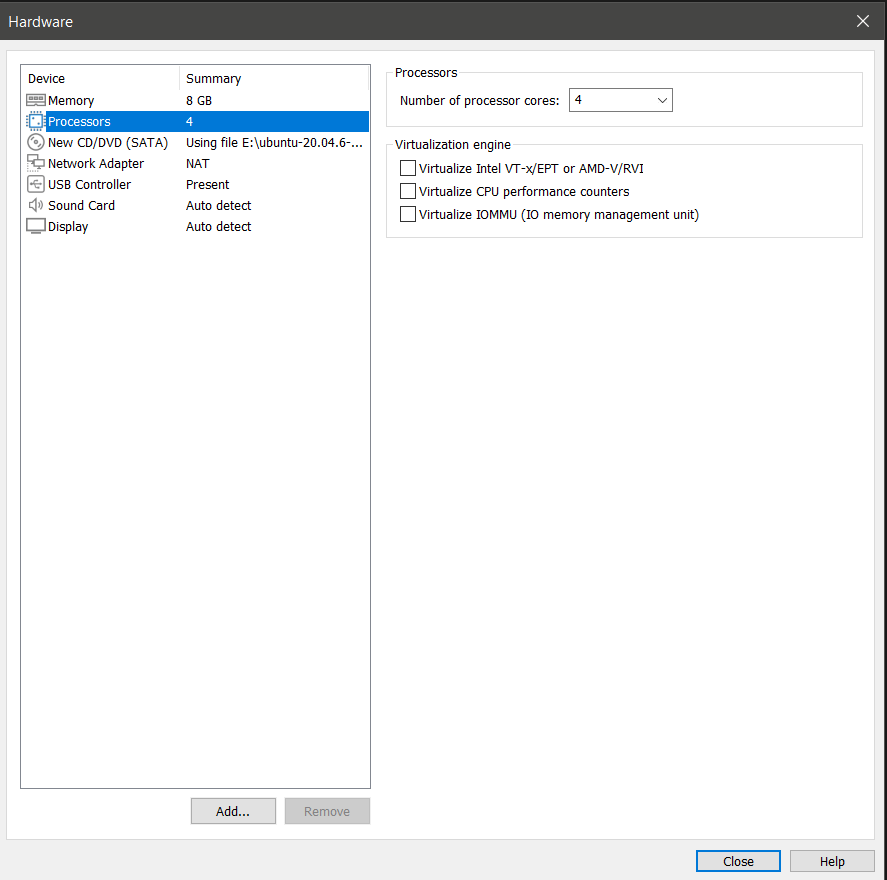 Hardware
Device Summary
Memory 8 GB
Processors 4
New CD/DVD (SATA) Using file E:\ubuntu-20.04.6-...
Network Adapter NAT
USB Controller Present
Sound Card Auto detect
Display Auto detect
Add... Remove
Processors
Number of processor cores: 4
Virtualization engine
Virtualize Intel VT-x/EPT or AMD-V/RVI
Virtualize CPU performance counters
Virtualize IOMMU (IO memory management unit)
Close Help